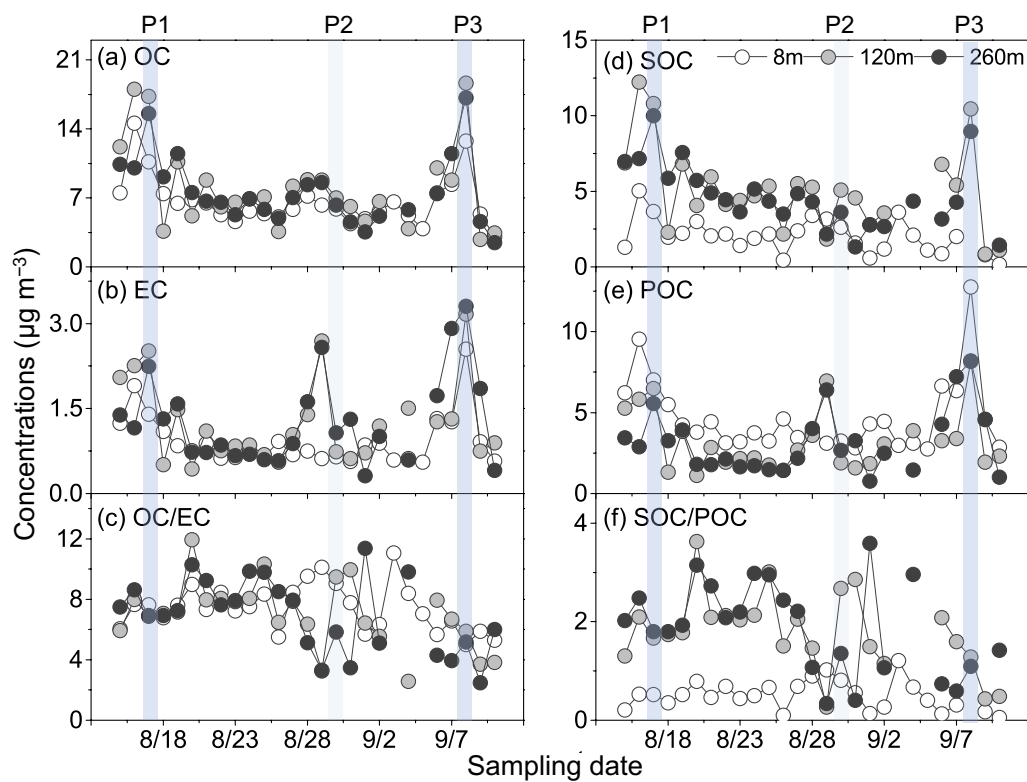 P1 P2 P3 P1 P2 P3
(a) OC
21
14
7
0
(b) EC
3.0
1.5
0.0
(c) OC/EC
12
8
4
0
8/18 8/23 8/28 9/2 9/7
(d) SOC 8m 120m 260m
15
10
5
0
(e) POC
10
5
0
(f) SOC/POC
4
2
0
8/18 8/23 8/28 9/2 9/7
Concentrations (μg m⁻³)
Sampling date